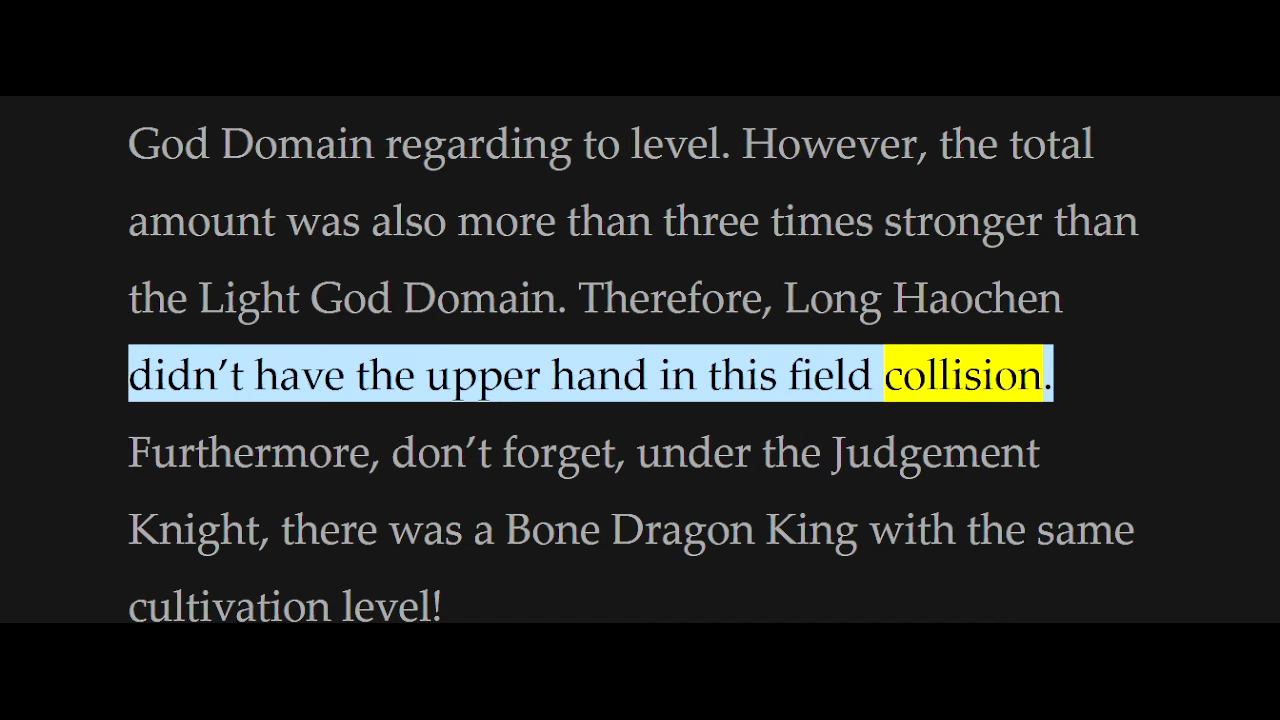 God Domain regarding to level. However, the total
amount was also more than three times stronger than
the Light God Domain. Therefore, Long Haochen
didn’t have the upper hand in this field collision.
Furthermore, don’t forget, under the Judgement
Knight, there was a Bone Dragon King with the same
cultivation level!